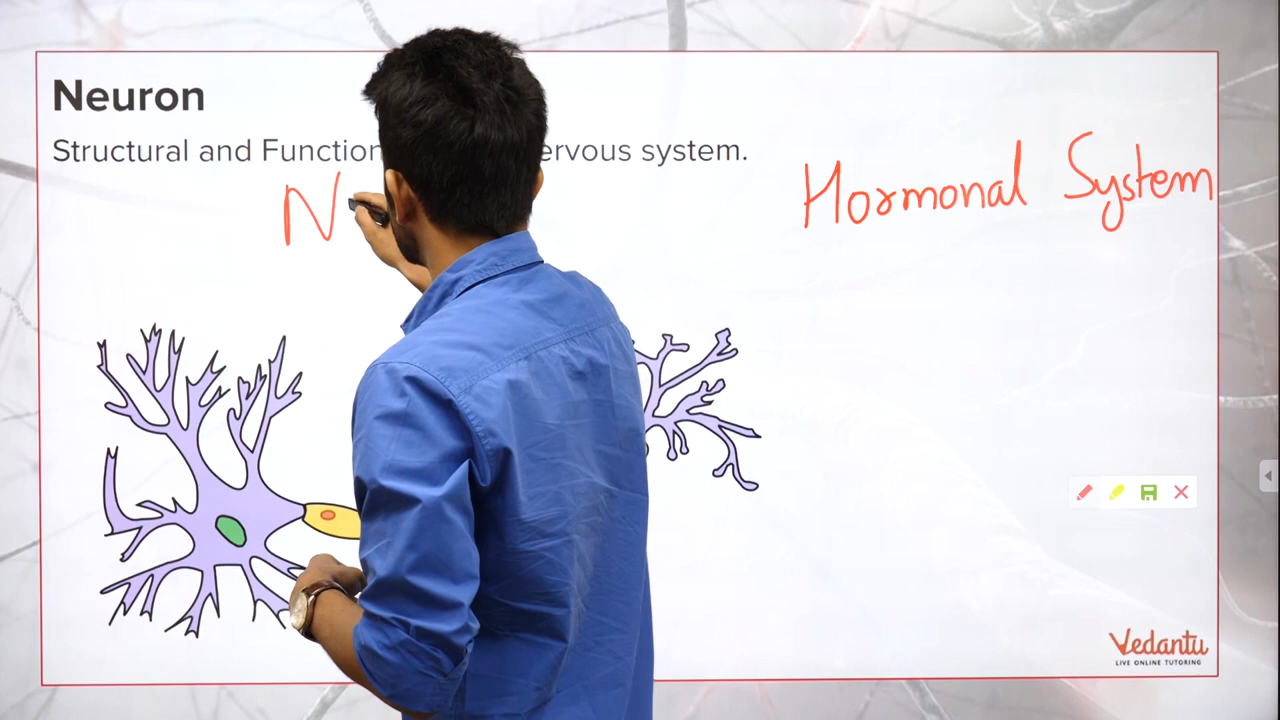 Neuron
Structural and Function ervous system.
Hormonal System
N
Vedantu
LIVE ONLINE TUTORING